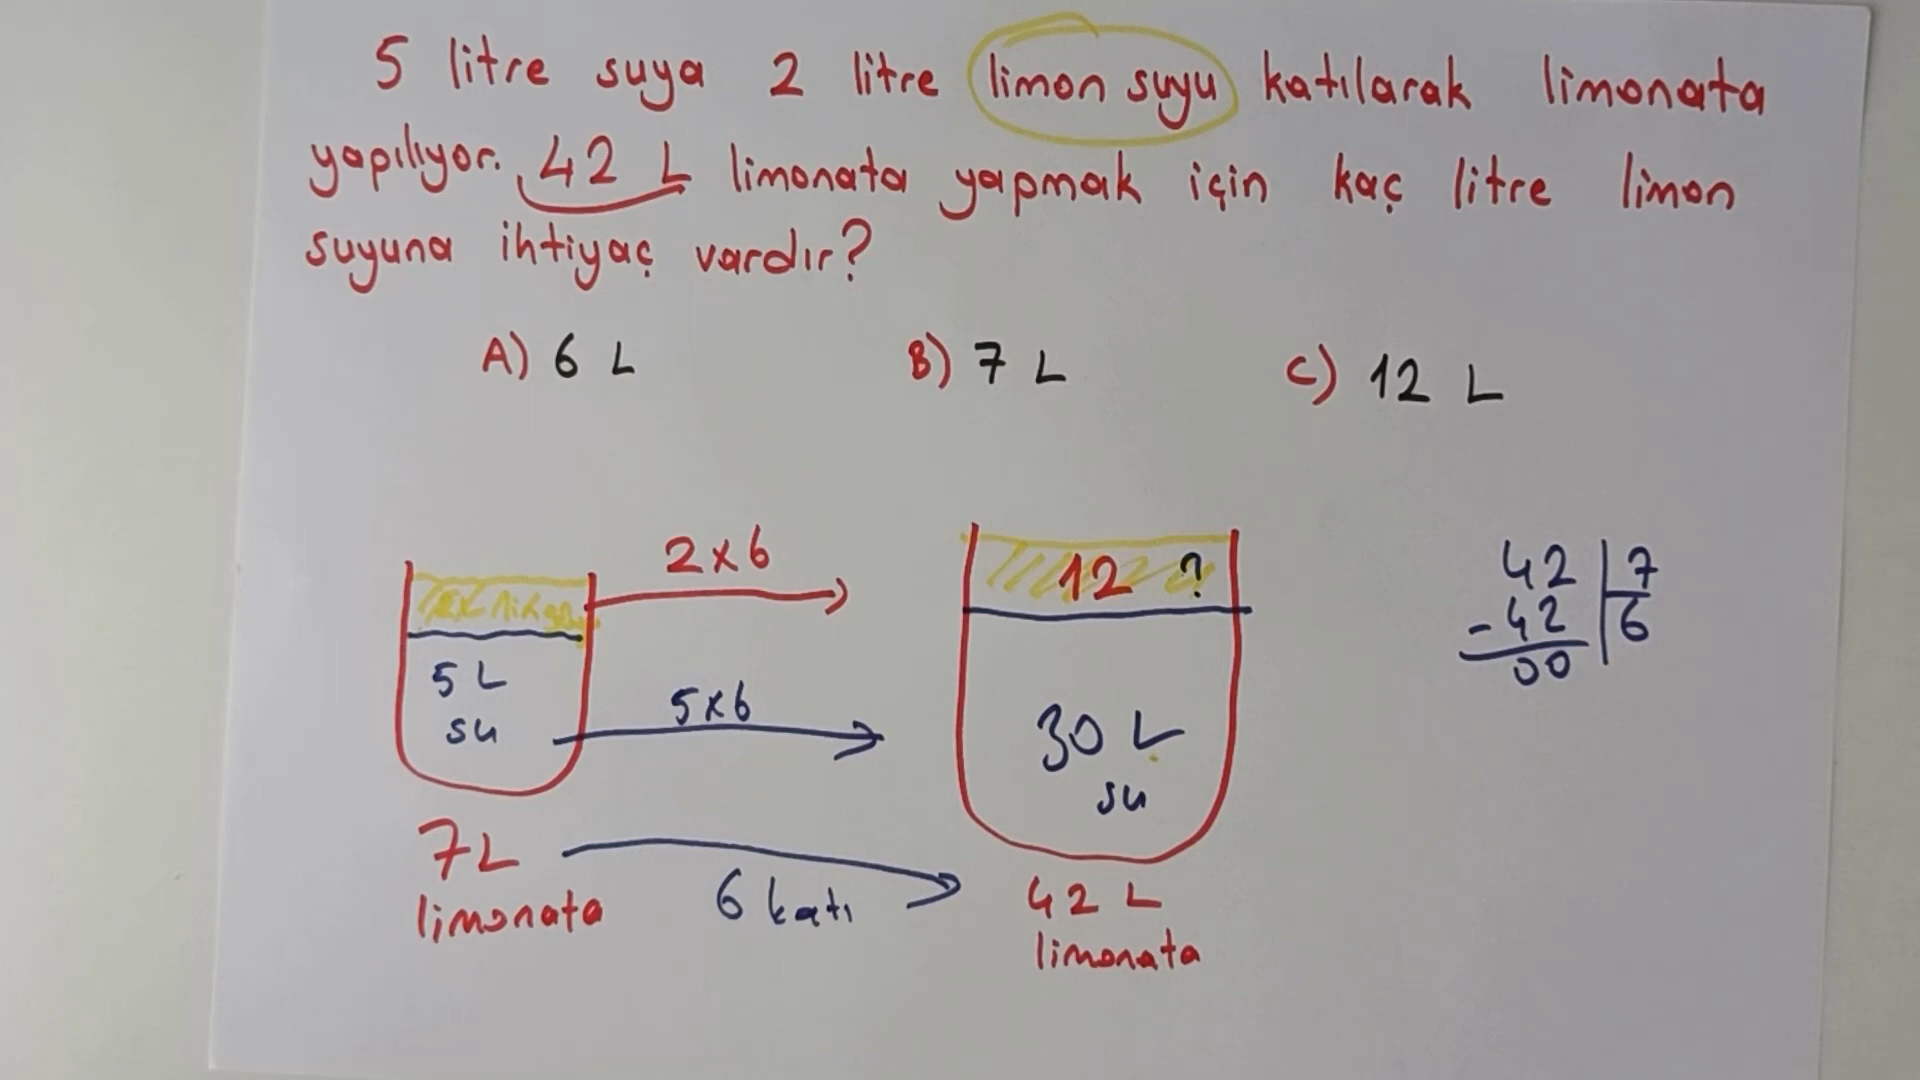 5 litre suya 2 litre limon suyu katılarak limonata
yapılıyor. 42 L limonata yapmak için kaç litre limon
suyuna ihtiyaç vardır?
A) 6 L
B) 7 L
C) 12 L
2x6
5 L
su
5x6
7L
limonata
6 katı
12 ?
30 L
su
42 L
limonata
42 7
-42 6
00